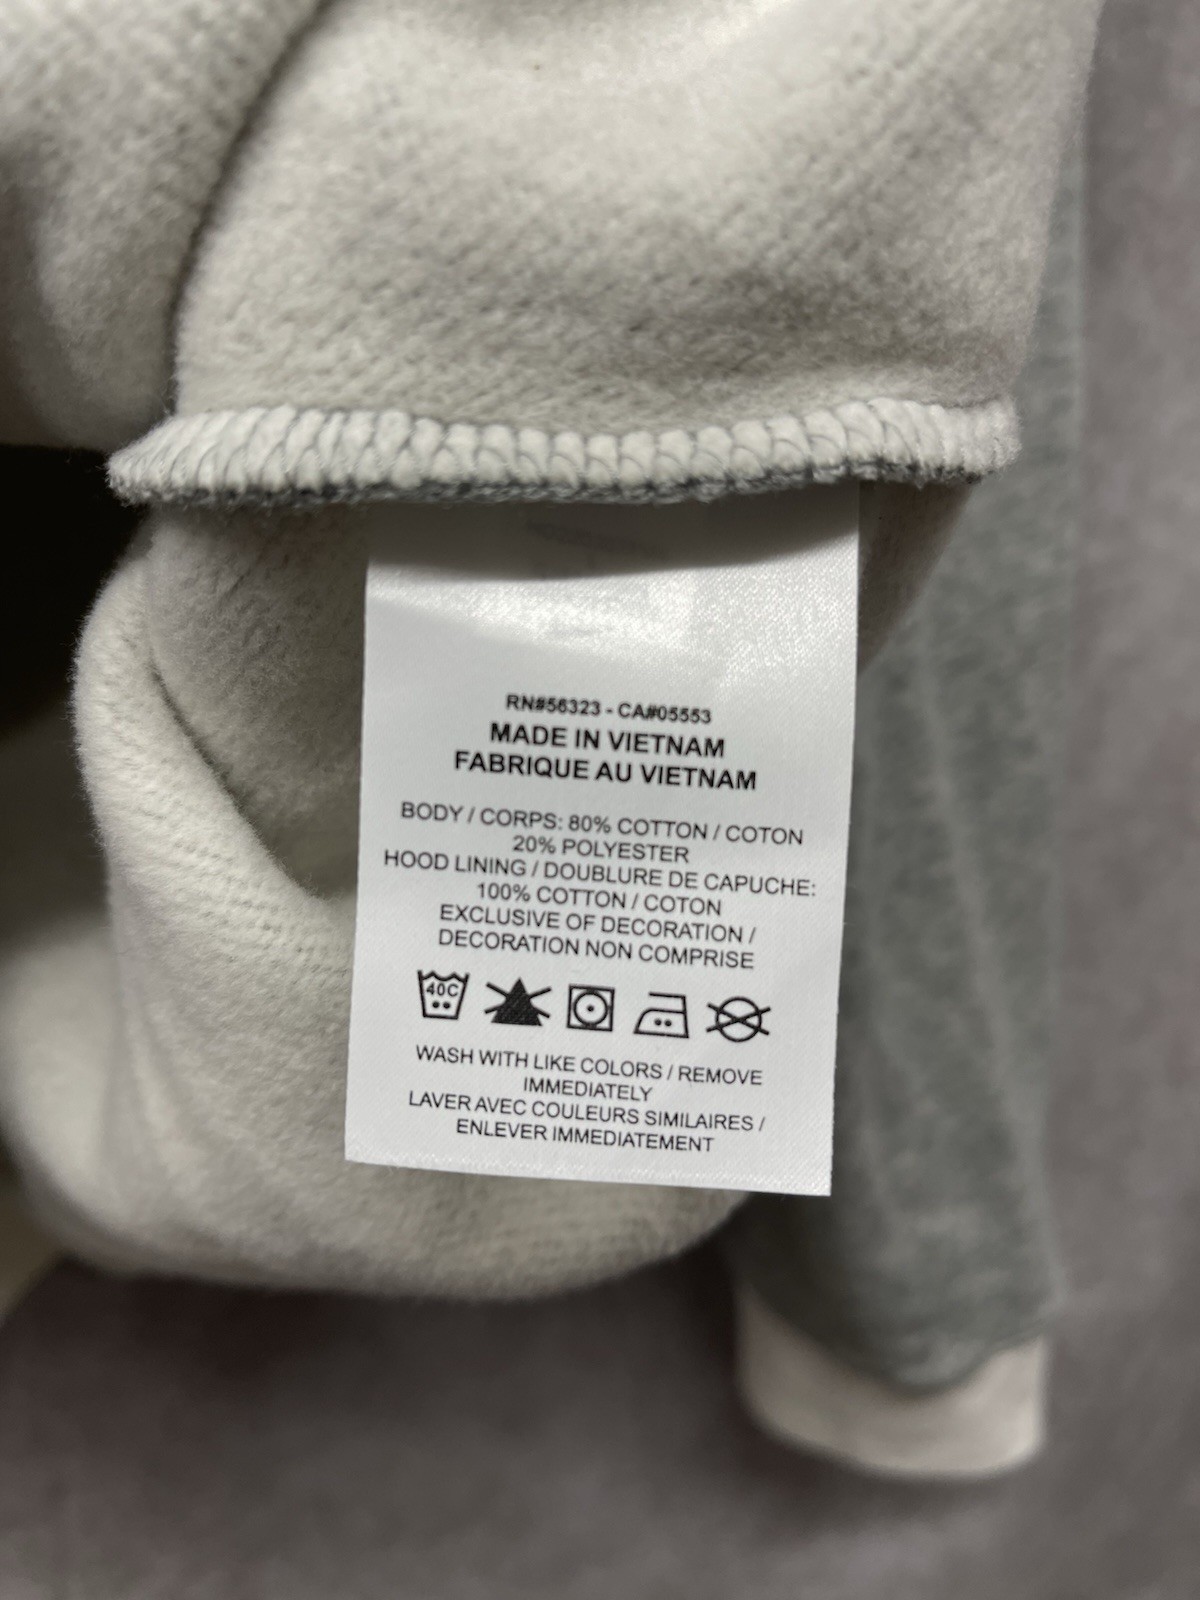 RN#56323 - CA#05553
MADE IN VIETNAM
FABRIQUE AU VIETNAM
BODY / CORPS: 80% COTTON / COTON
20% POLYESTER
HOOD LINING / DOUBLURE DE CAPUCHE:
100% COTTON / COTON
EXCLUSIVE OF DECORATION /
DECORATION NON COMPRISE
40C
WASH WITH LIKE COLORS / REMOVE
IMMEDIATELY
LAVER AVEC COULEURS SIMILAIRES /
ENLEVER IMMEDIATEMENT